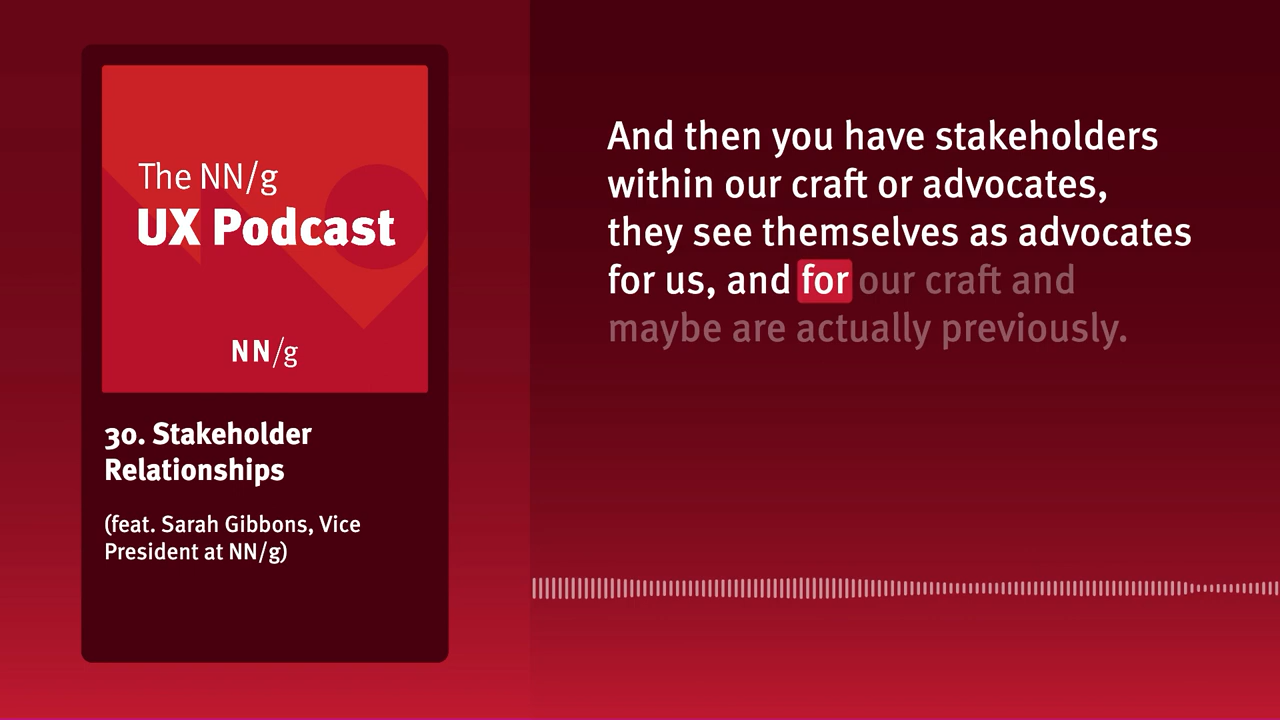 The NN/g
UX Podcast
NN/g
30. Stakeholder
Relationships
(feat. Sarah Gibbons, Vice
President at NN/g)
And then you have stakeholders
within our craft or advocates,
they see themselves as advocates
for us, and for our craft and
maybe are actually previously.